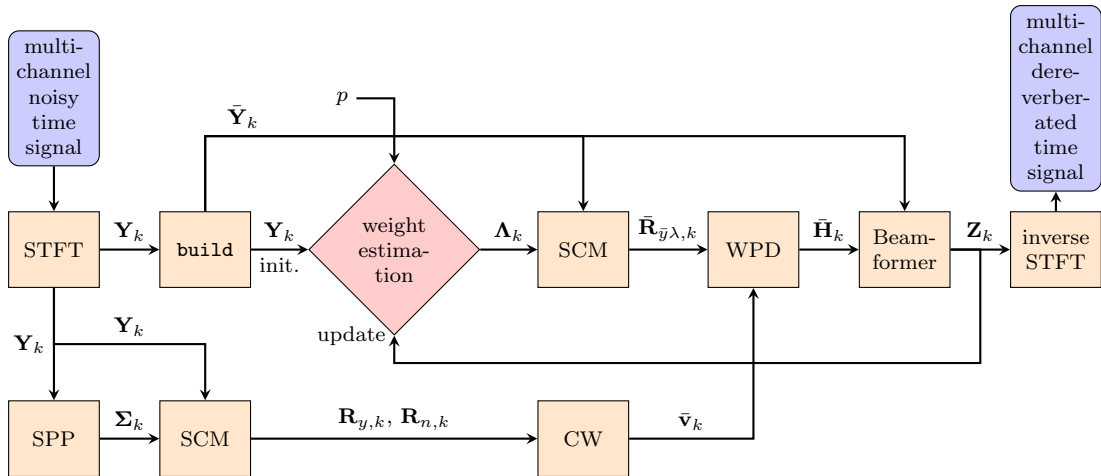 multi-
channel
noisy
time
signal
multi-
channel
dere-
verber-
ated
time
signal
p
Ȳ_k
STFT
Y_k
build
Y_k
init.
weight
estima-
tion
Λ_k
SCM
R̄_{ȳλ,k}
WPD
H̄_k
Beam-
former
Z_k
inverse
STFT
update
Y_k
Y_k
SPP
Σ_k
SCM
R_{y,k}, R_{n,k}
CW
v̄_k